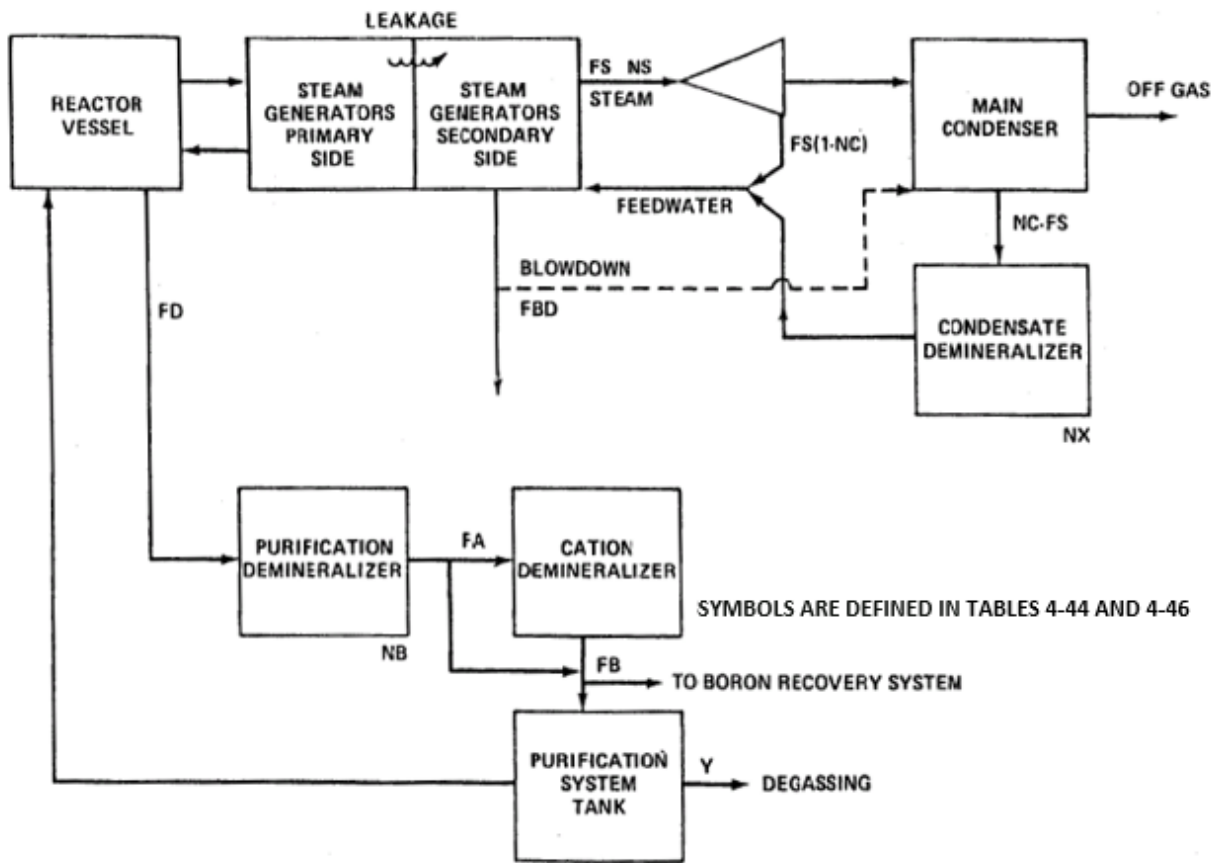 LEAKAGE
REACTOR
VESSEL
STEAM
GENERATORS
PRIMARY
SIDE
STEAM
GENERATORS
SECONDARY
SIDE
FS NS
STEAM
MAIN
CONDENSER
OFF GAS
FS(1-NC)
FEEDWATER
NC-FS
BLOWDOWN
FBD
FD
CONDENSATE
DEMINERALIZER
NX
PURIFICATION
DEMINERALIZER
NB
FA
CATION
DEMINERALIZER
SYMBOLS ARE DEFINED IN TABLES 4-44 AND 4-46
FB
TO BORON RECOVERY SYSTEM
PURIFICATION
SYSTEM
TANK
Y
DEGASSING